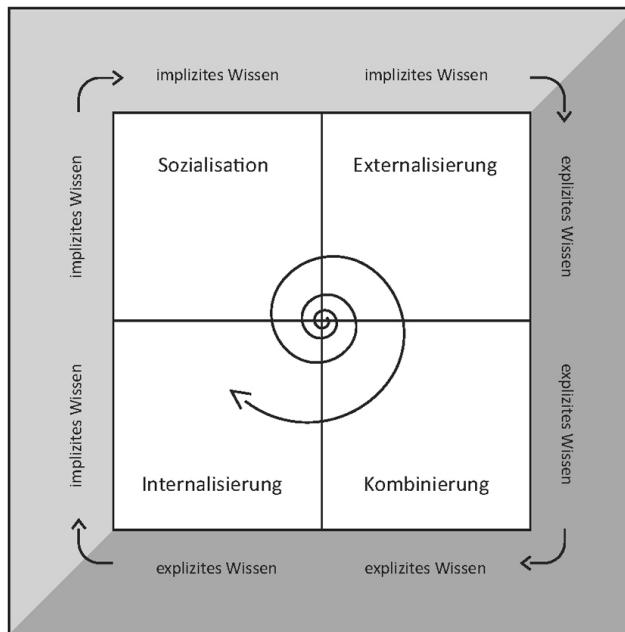 implizites Wissen
implizites Wissen
implizites Wissen
Sozialisation
Externalisierung
explizites Wissen
implizites Wissen
Internalisierung
Kombinierung
explizites Wissen
explizites Wissen
explizites Wissen